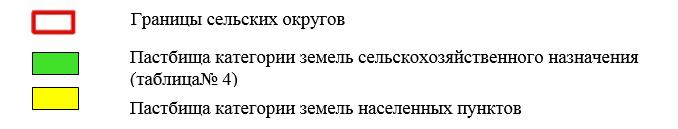 Границы сельских округов
Пастбища категории земель сельскохозяйственного назначения
(таблица№ 4)
Пастбища категории земель населенных пунктов